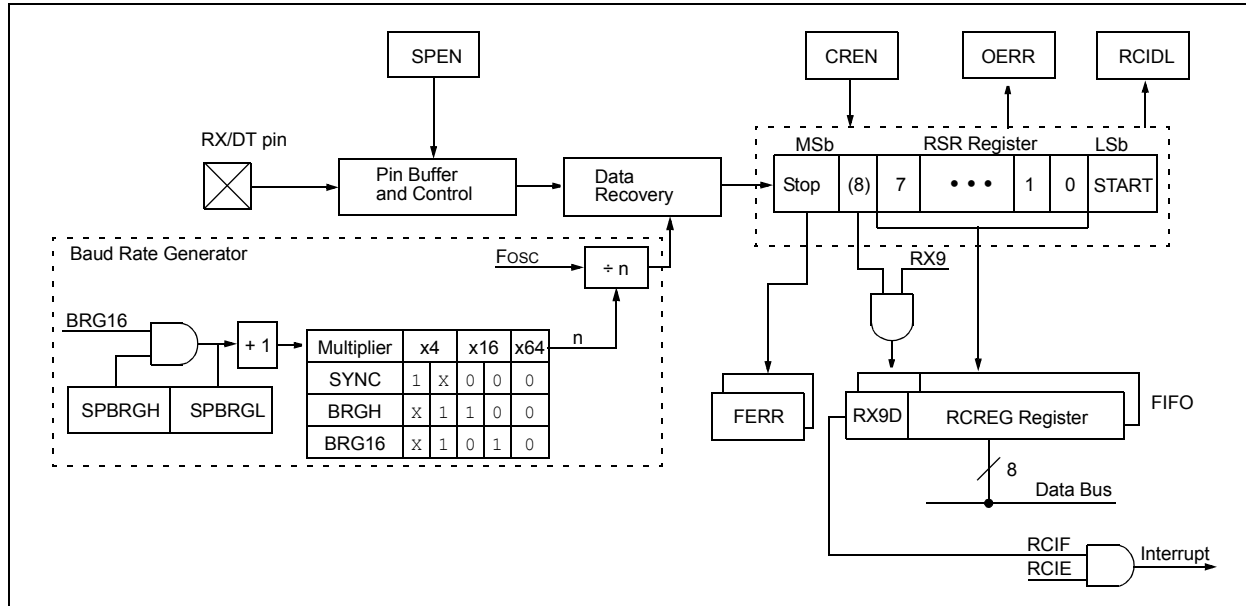 SPEN
CREN
OERR
RCIDL
RX/DT pin
MSb
RSR Register
LSb
Pin Buffer
and Control
Data
Recovery
Stop (8) 7 • • • 1 0 START
Baud Rate Generator
FOSC
÷ n
RX9
BRG16
+ 1
n
Multiplier x4 x16 x64
SYNC 1 X 0 0 0
BRGH X 1 1 0 0
BRG16 X 1 0 1 0
SPBRGH SPBRGL
FERR
RX9D RCREG Register
FIFO
8
Data Bus
RCIF
RCIE
Interrupt